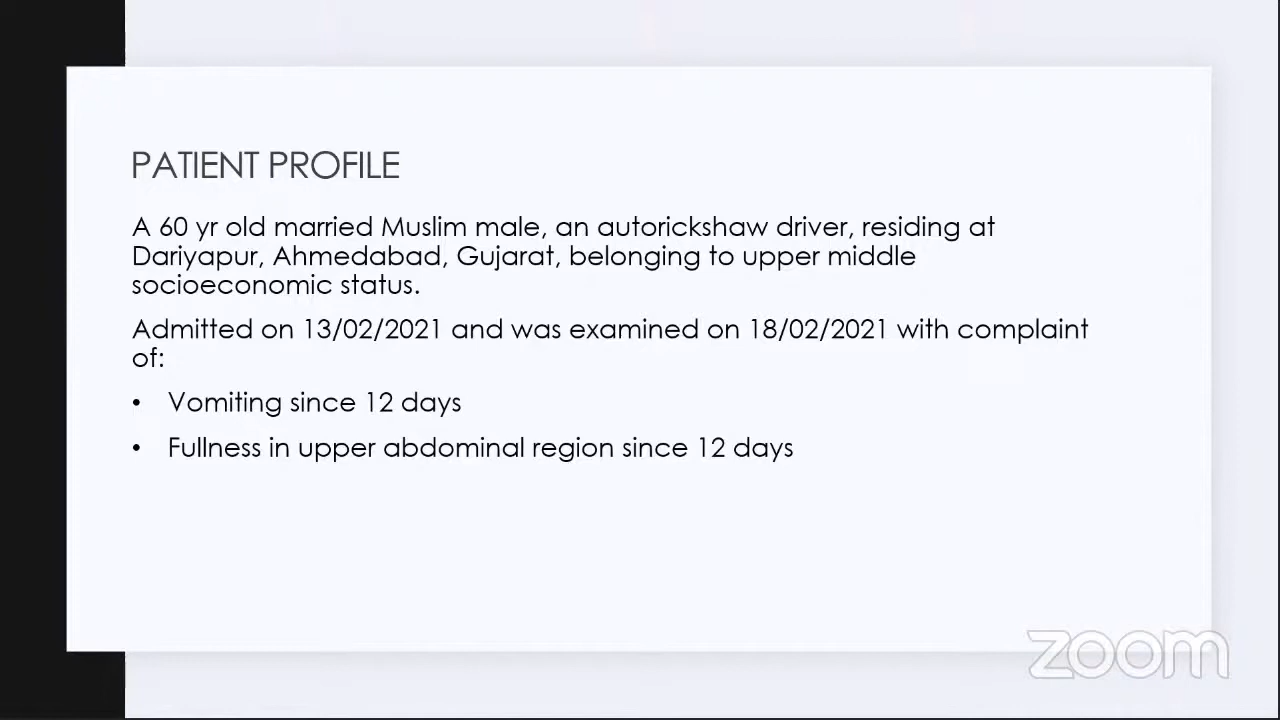 PATIENT PROFILE
A 60 yr old married Muslim male, an autorickshaw driver, residing at
Dariyapur, Ahmedabad, Gujarat, belonging to upper middle
socioeconomic status.
Admitted on 13/02/2021 and was examined on 18/02/2021 with complaint
of:
• Vomiting since 12 days
• Fullness in upper abdominal region since 12 days
zoom